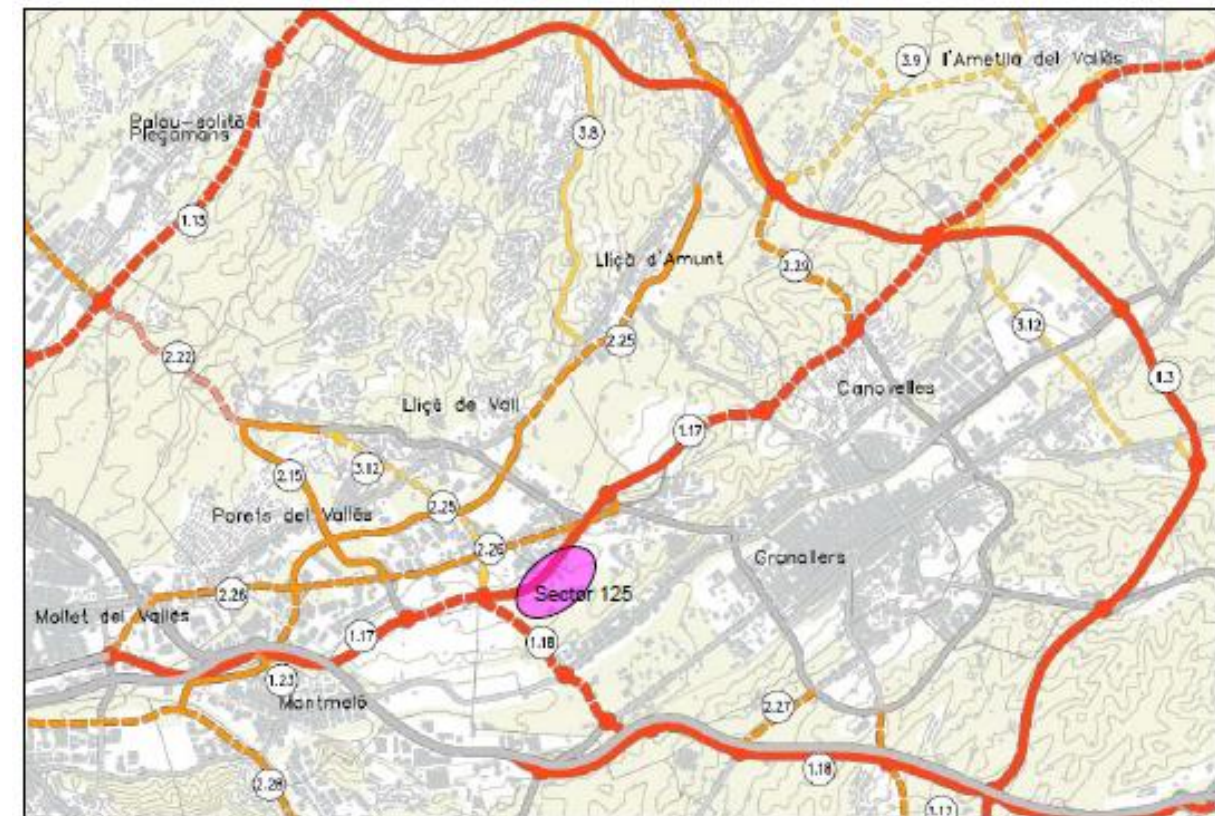 3.9
l'Ametlla del Vallès
Palau-solità i
Plegamans
3.8
1.13
Lliçà d'Amunt
2.29
3.12
2.25
2.22
1.3
Canovelles
Lliçà de Vall
1.17
3.12
2.15
2.25
Parets del Vallès
2.26
Granollers
Sector 125
2.26
Mollet del Vallès
1.17
1.18
1.23
Montmeló
2.27
1.18
2.28
3.12